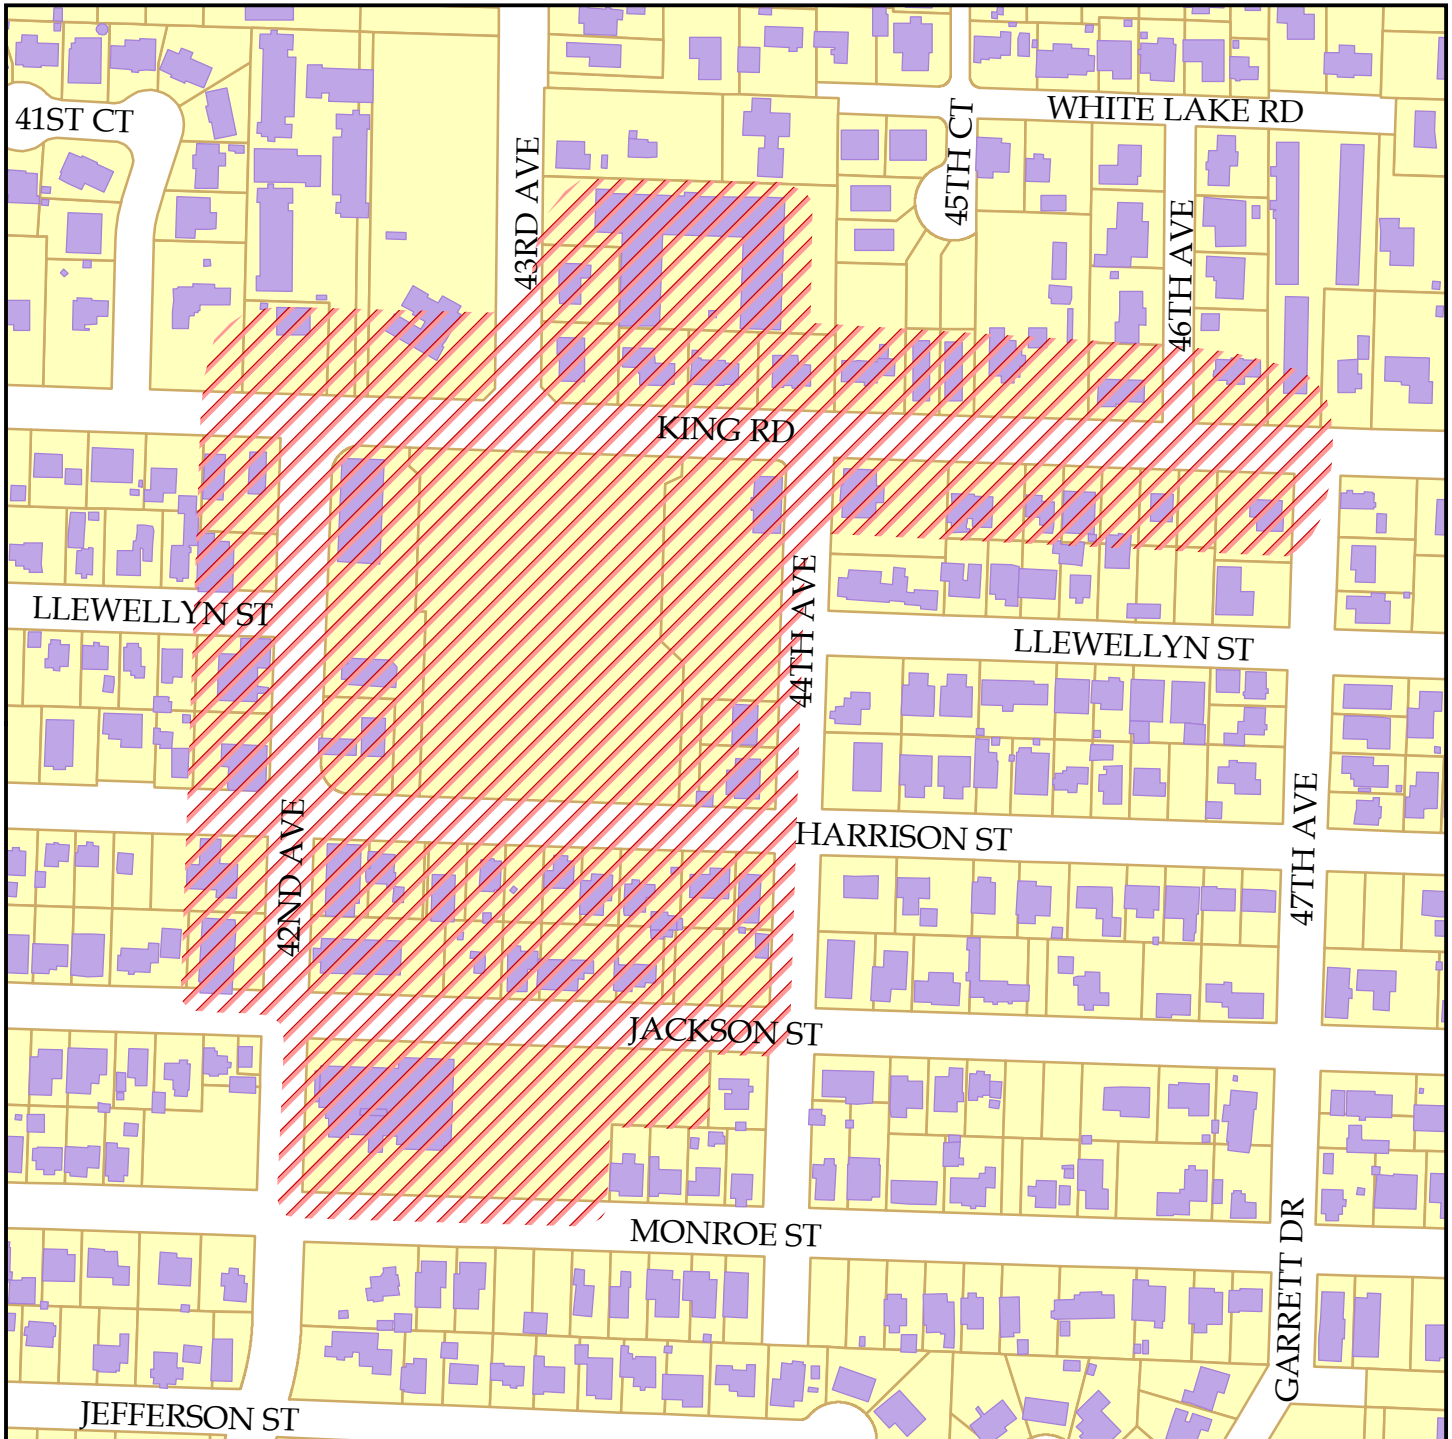 WHITE LAKE RD
41ST CT
45TH CT
43RD AVE
46TH AVE
KING RD
LLEWELLYN ST
44TH AVE
LLEWELLYN ST
42ND AVE
HARRISON ST
47TH AVE
JACKSON ST
MONROE ST
GARRETT DR
JEFFERSON ST